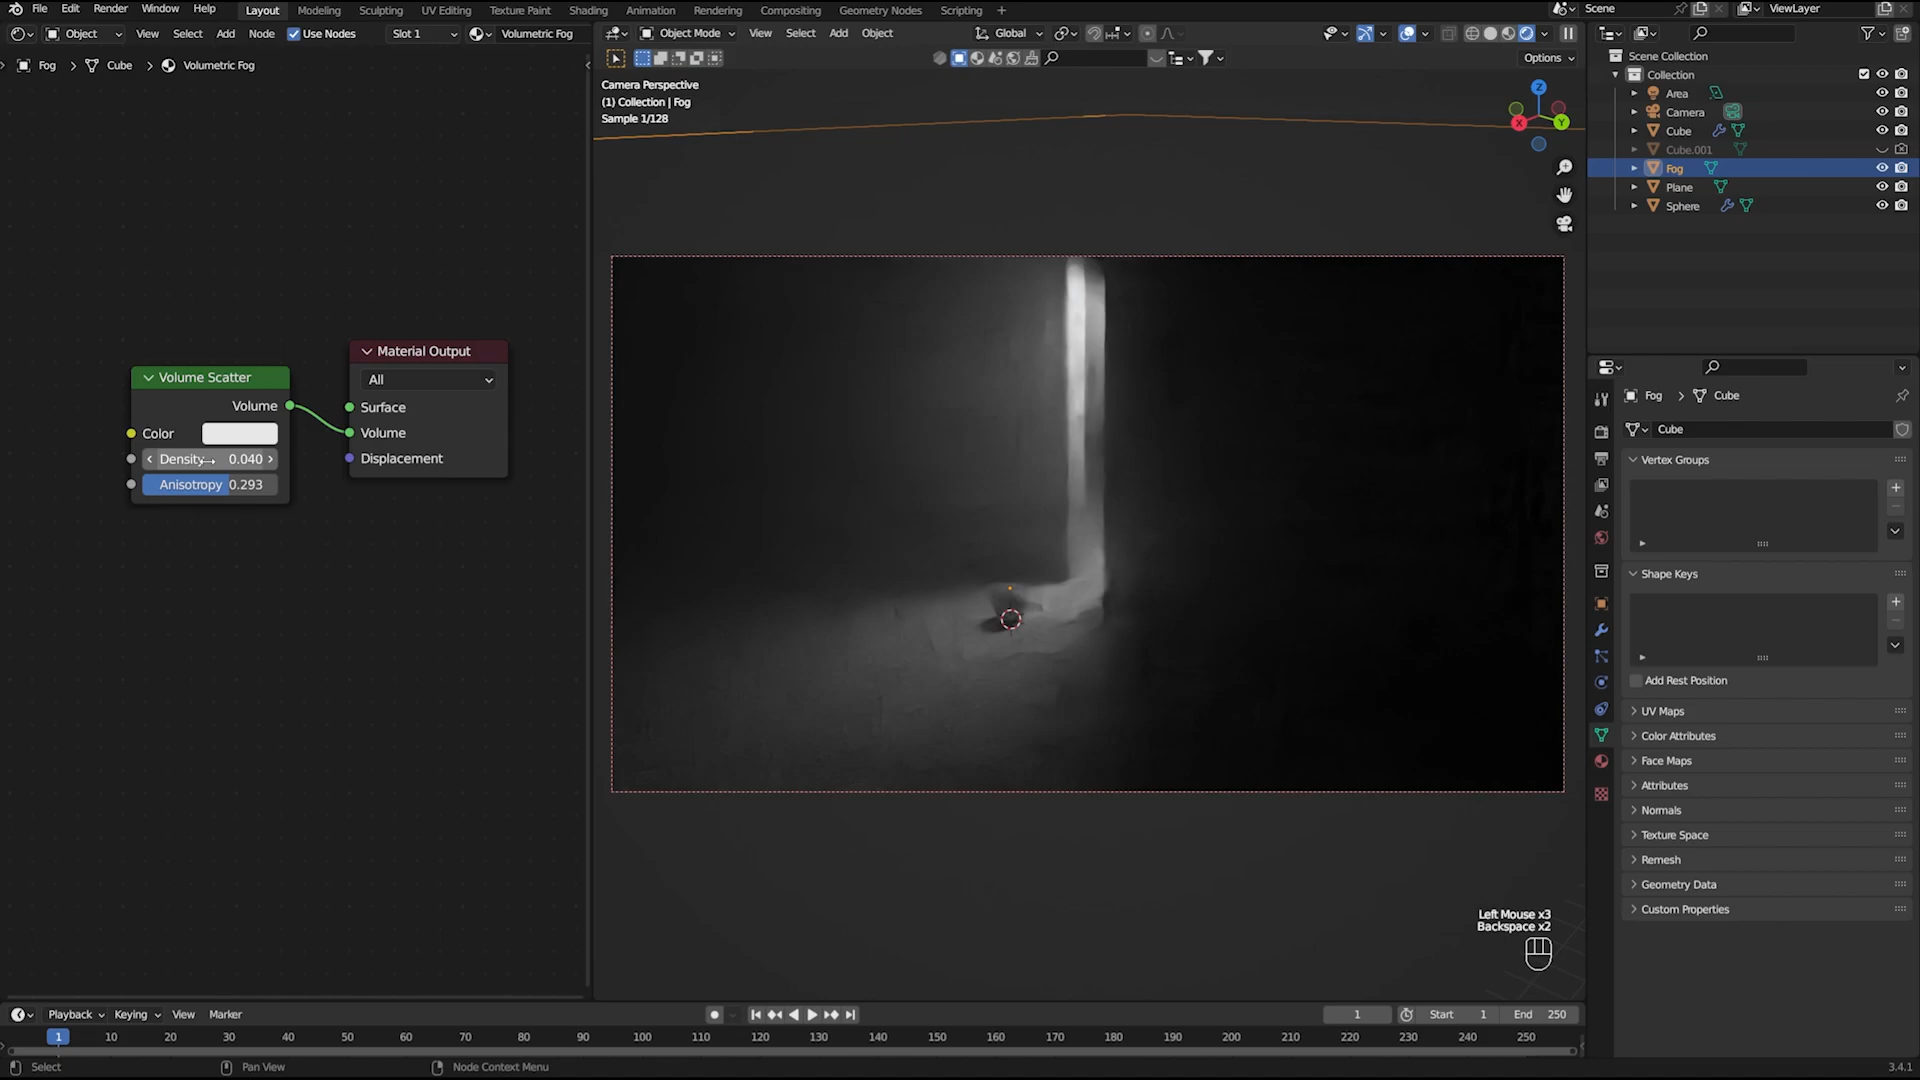 File Edit Render Window Help Layout Modeling Sculpting UV Editing Texture Paint Shading Animation Rendering Compositing Geometry Nodes Scripting + Scene ViewLayer
Object View Select Add Node Use Nodes Slot 1 Volumetric Fog
Object Mode View Select Add Object Global
Options
Fog > Cube > Volumetric Fog
Camera Perspective
(1) Collection | Fog
Sample 1/128
Z
X
Y
Volume Scatter
Volume
Color
Density 0.040
Anisotropy 0.293
Material Output
All
Surface
Volume
Displacement
Left Mouse x3
Backspace x2
Scene Collection
Collection
Area
Camera
Cube
Cube.001
Fog
Plane
Sphere
Fog > Cube
Cube
Vertex Groups
Shape Keys
Add Rest Position
UV Maps
Color Attributes
Face Maps
Attributes
Normals
Texture Space
Remesh
Geometry Data
Custom Properties
Playback Keying View Marker
1 Start 1 End 250
1 10 20 30 40 50 60 70 80 90 100 110 120 130 140 150 160 170 180 190 200 210 220 230 240 250
Select Pan View Node Context Menu 3.4.1